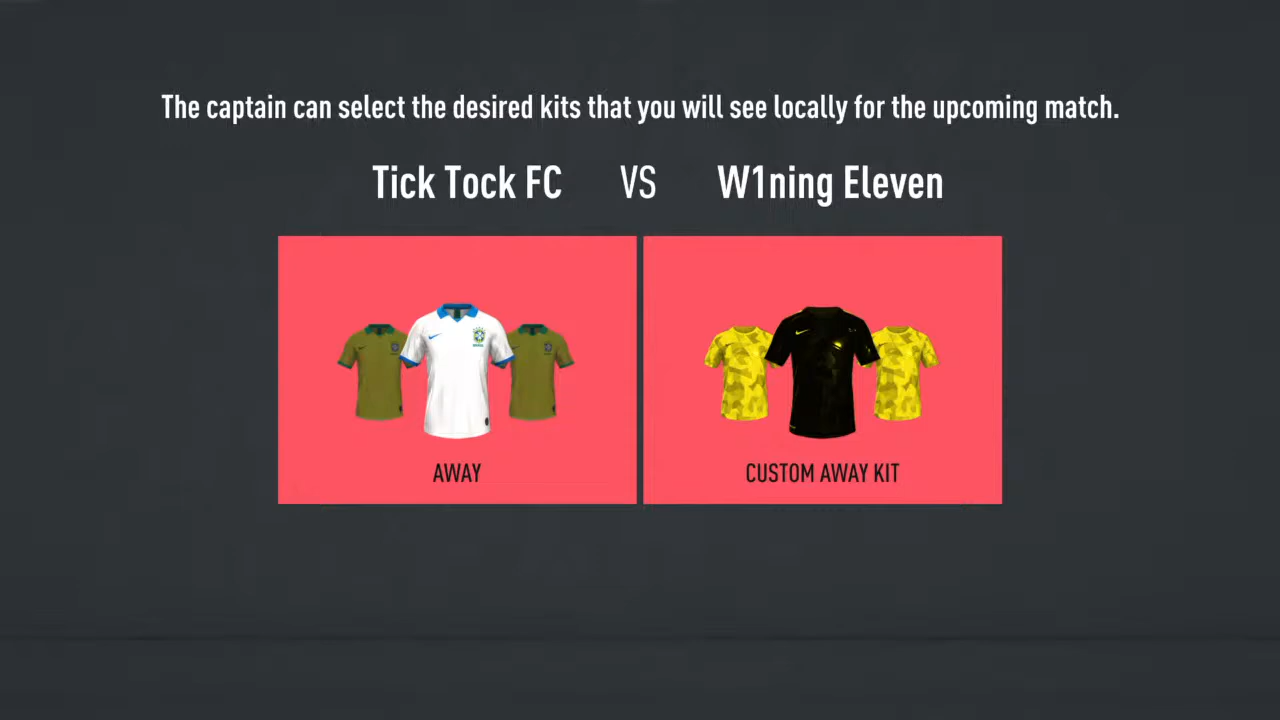 The captain can select the desired kits that you will see locally for the upcoming match.
Tick Tock FC VS W1ning Eleven
AWAY
CUSTOM AWAY KIT